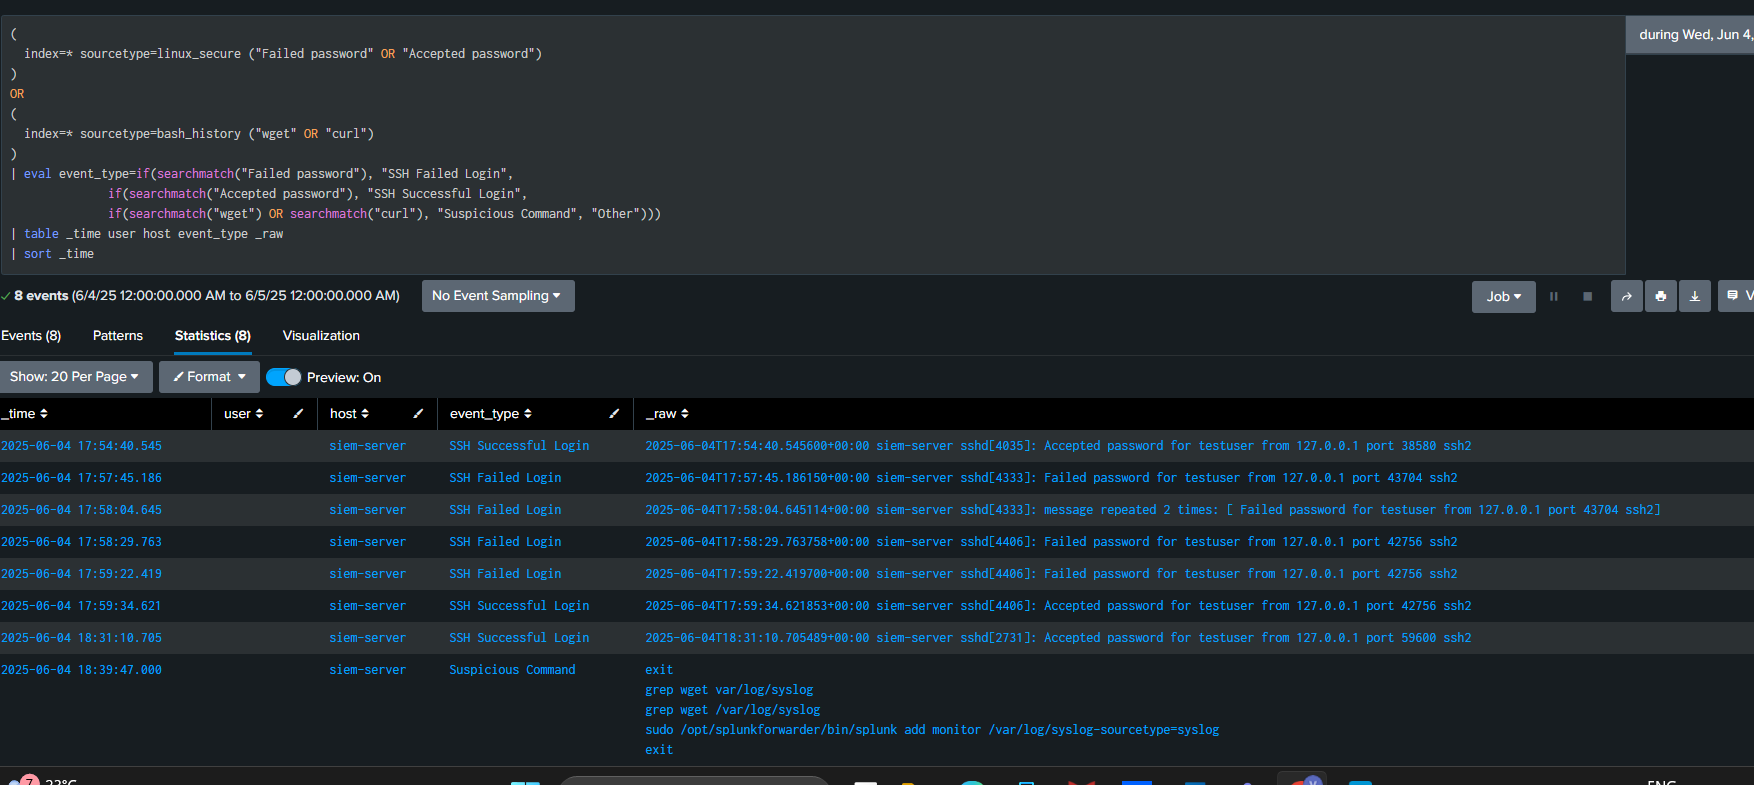 (
index=* sourcetype=linux_secure ("Failed password" OR "Accepted password")
)
OR
(
index=* sourcetype=bash_history ("wget" OR "curl")
)
| eval event_type=if(searchmatch("Failed password"), "SSH Failed Login",
if(searchmatch("Accepted password"), "SSH Successful Login",
if(searchmatch("wget") OR searchmatch("curl"), "Suspicious Command", "Other")))
| table _time user host event_type _raw
| sort _time
during Wed, Jun 4,
8 events (6/4/25 12:00:00.000 AM to 6/5/25 12:00:00.000 AM) No Event Sampling Job V
Events (8) Patterns Statistics (8) Visualization
Show: 20 Per Page Format Preview: On
_time user host event_type _raw
2025-06-04 17:54:40.545 siem-server SSH Successful Login 2025-06-04T17:54:40.545600+00:00 siem-server sshd[4035]: Accepted password for testuser from 127.0.0.1 port 38580 ssh2
2025-06-04 17:57:45.186 siem-server SSH Failed Login 2025-06-04T17:57:45.186150+00:00 siem-server sshd[4333]: Failed password for testuser from 127.0.0.1 port 43704 ssh2
2025-06-04 17:58:04.645 siem-server SSH Failed Login 2025-06-04T17:58:04.645114+00:00 siem-server sshd[4333]: message repeated 2 times: [ Failed password for testuser from 127.0.0.1 port 43704 ssh2]
2025-06-04 17:58:29.763 siem-server SSH Failed Login 2025-06-04T17:58:29.763758+00:00 siem-server sshd[4406]: Failed password for testuser from 127.0.0.1 port 42756 ssh2
2025-06-04 17:59:22.419 siem-server SSH Failed Login 2025-06-04T17:59:22.419700+00:00 siem-server sshd[4406]: Failed password for testuser from 127.0.0.1 port 42756 ssh2
2025-06-04 17:59:34.621 siem-server SSH Successful Login 2025-06-04T17:59:34.621853+00:00 siem-server sshd[4406]: Accepted password for testuser from 127.0.0.1 port 42756 ssh2
2025-06-04 18:31:10.705 siem-server SSH Successful Login 2025-06-04T18:31:10.705489+00:00 siem-server sshd[2731]: Accepted password for testuser from 127.0.0.1 port 59600 ssh2
2025-06-04 18:39:47.000 siem-server Suspicious Command exit
grep wget var/log/syslog
grep wget /var/log/syslog
sudo /opt/splunkforwarder/bin/splunk add monitor /var/log/syslog-sourcetype=syslog
exit
7 23°C ENG